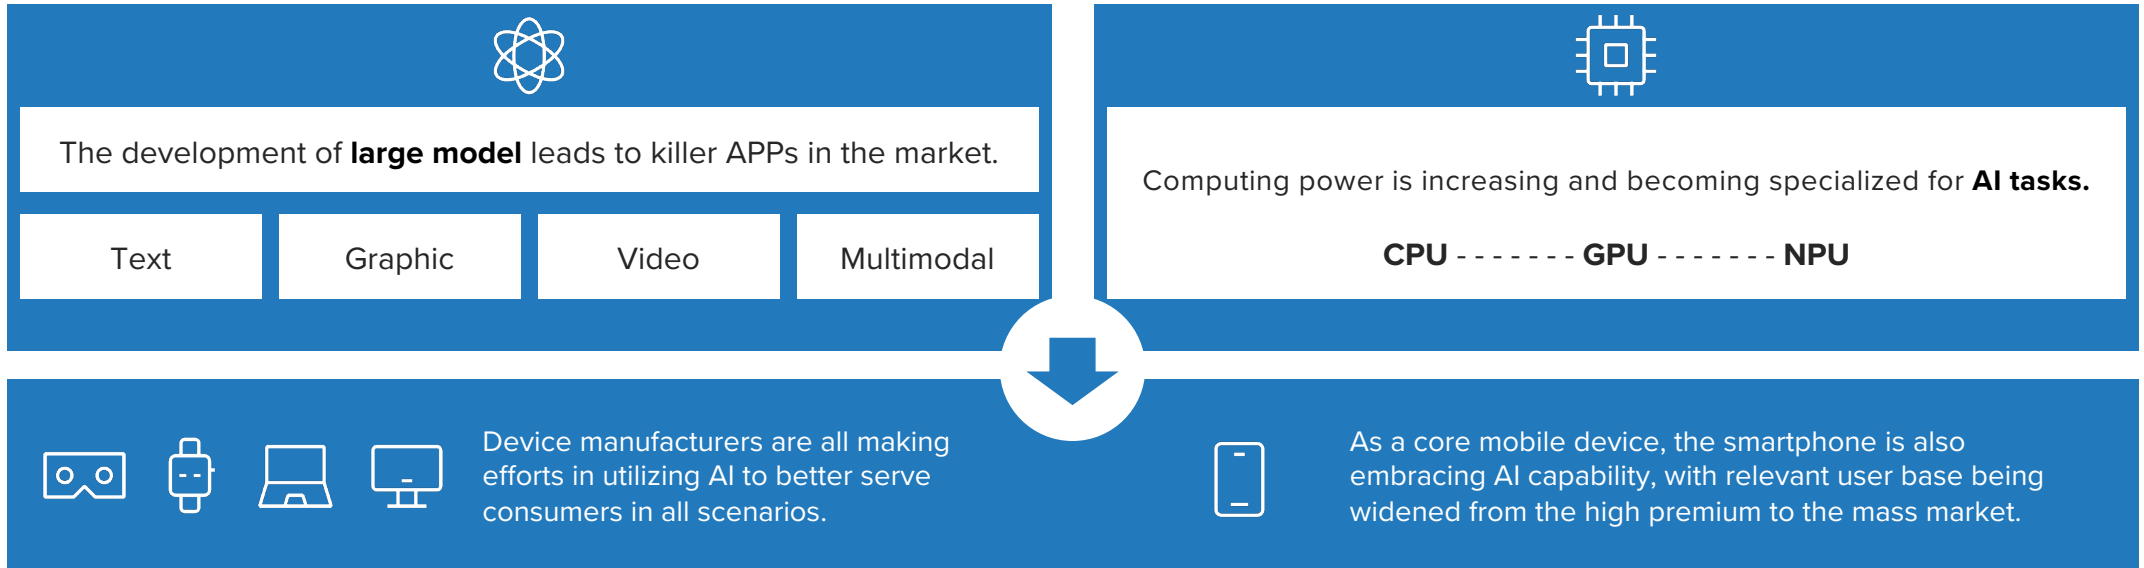 The development of large model leads to killer APPs in the market.
Text
Graphic
Video
Multimodal
Computing power is increasing and becoming specialized for AI tasks.
CPU - - - - - - - GPU - - - - - - - NPU
Device manufacturers are all making
efforts in utilizing AI to better serve
consumers in all scenarios.
As a core mobile device, the smartphone is also
embracing AI capability, with relevant user base being
widened from the high premium to the mass market.